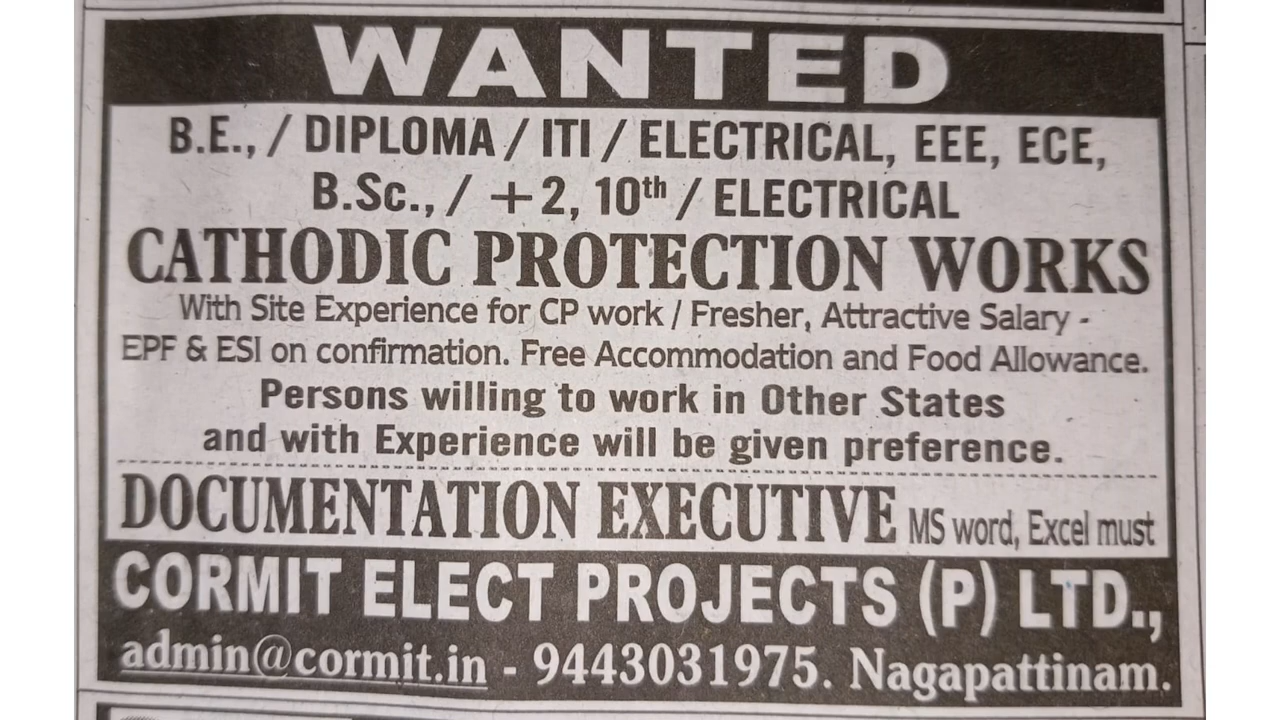 WANTED
B.E., / DIPLOMA / ITI / ELECTRICAL, EEE, ECE,
B.Sc., / +2, 10th / ELECTRICAL
CATHODIC PROTECTION WORKS
With Site Experience for CP work / Fresher, Attractive Salary -
EPF & ESI on confirmation. Free Accommodation and Food Allowance.
Persons willing to work in Other States
and with Experience will be given preference.
DOCUMENTATION EXECUTIVE MS word, Excel must
CORMIT ELECT PROJECTS (P) LTD.,
admin@cormit.in - 9443031975. Nagapattinam.